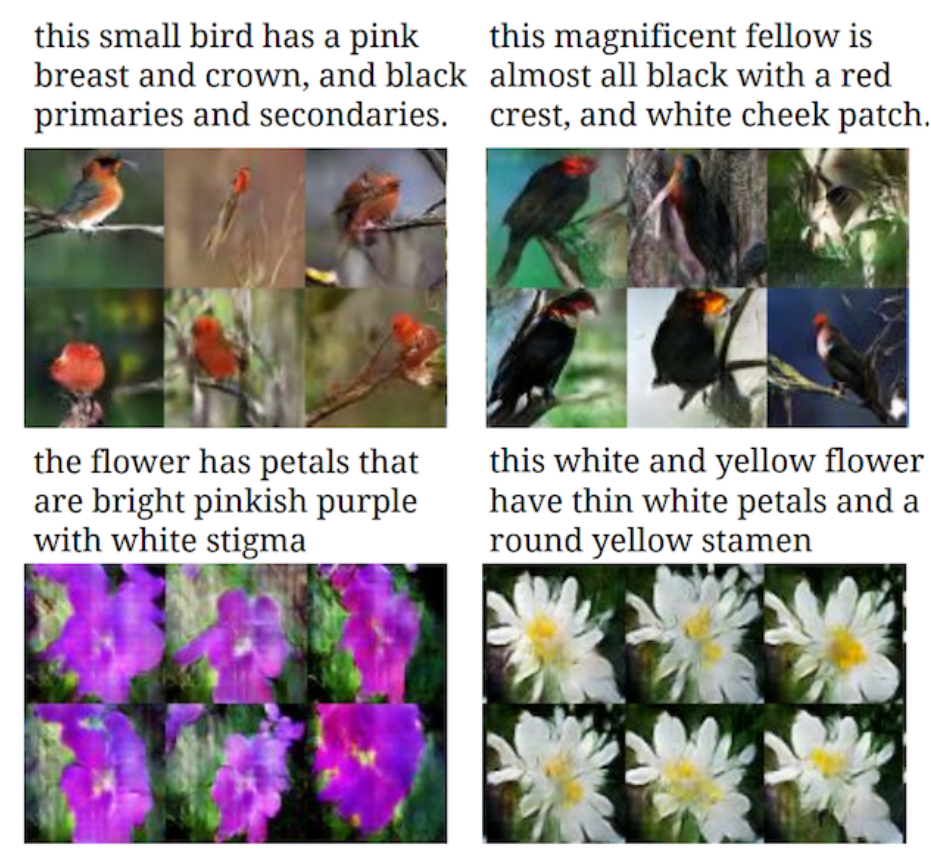 this small bird has a pink
breast and crown, and black
primaries and secondaries.
this magnificent fellow is
almost all black with a red
crest, and white cheek patch.
the flower has petals that
are bright pinkish purple
with white stigma
this white and yellow flower
have thin white petals and a
round yellow stamen